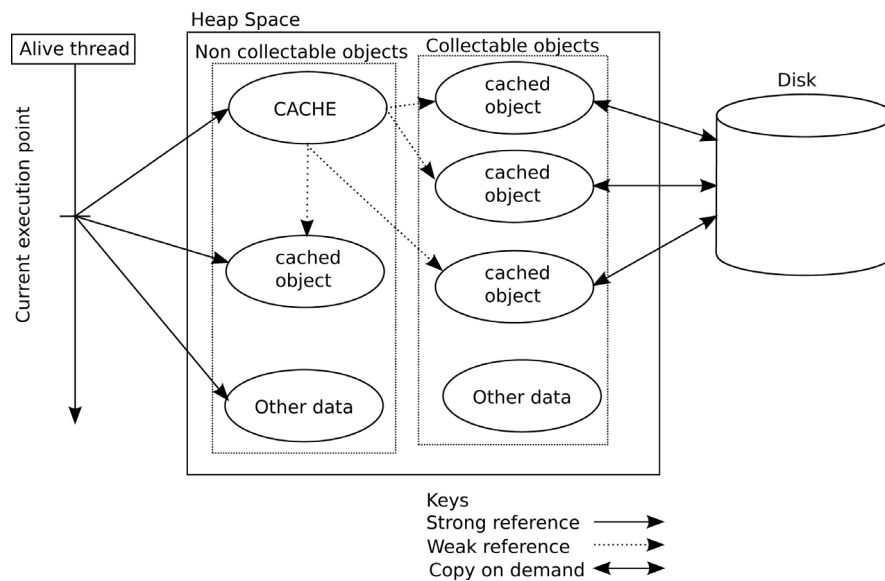 Heap Space
Alive thread
Non collectable objects
Collectable objects
Current execution point
CACHE
cached
object
Other data
cached
object
cached
object
cached
object
Other data
Disk
Keys
Strong reference
Weak reference
Copy on demand